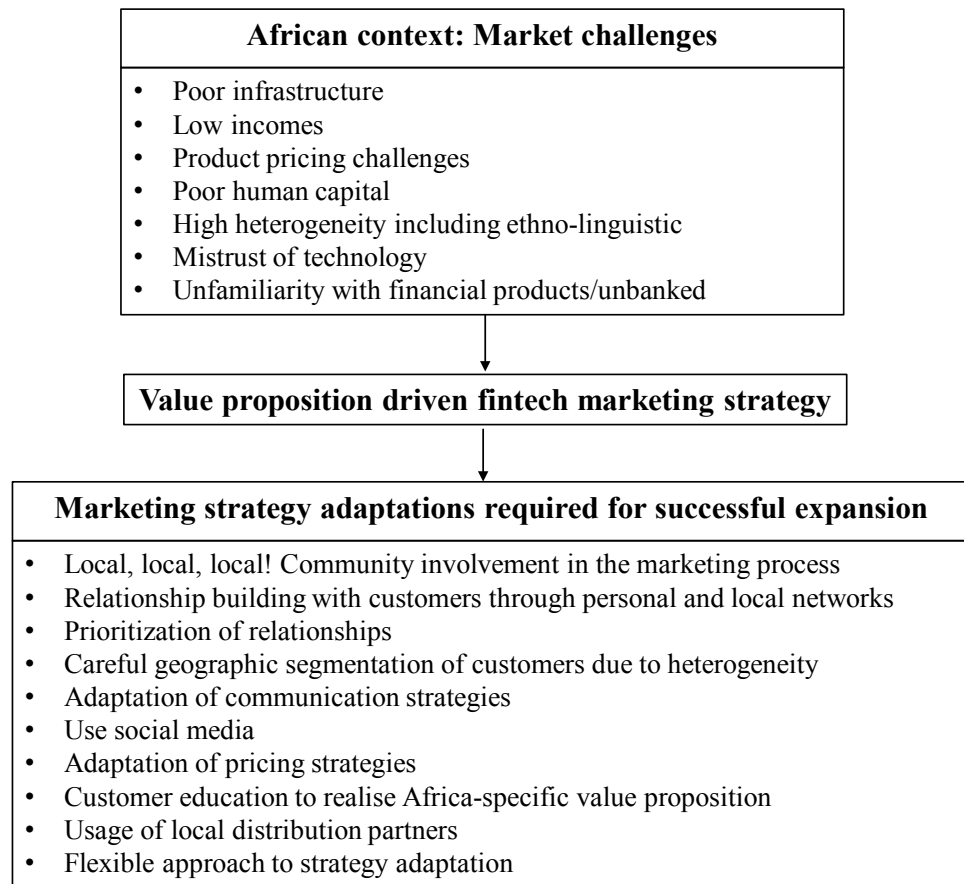 African context: Market challenges
• Poor infrastructure
• Low incomes
• Product pricing challenges
• Poor human capital
• High heterogeneity including ethno-linguistic
• Mistrust of technology
• Unfamiliarity with financial products/unbanked
Value proposition driven fintech marketing strategy
Marketing strategy adaptations required for successful expansion
• Local, local, local! Community involvement in the marketing process
• Relationship building with customers through personal and local networks
• Prioritization of relationships
• Careful geographic segmentation of customers due to heterogeneity
• Adaptation of communication strategies
• Use social media
• Adaptation of pricing strategies
• Customer education to realise Africa-specific value proposition
• Usage of local distribution partners
• Flexible approach to strategy adaptation